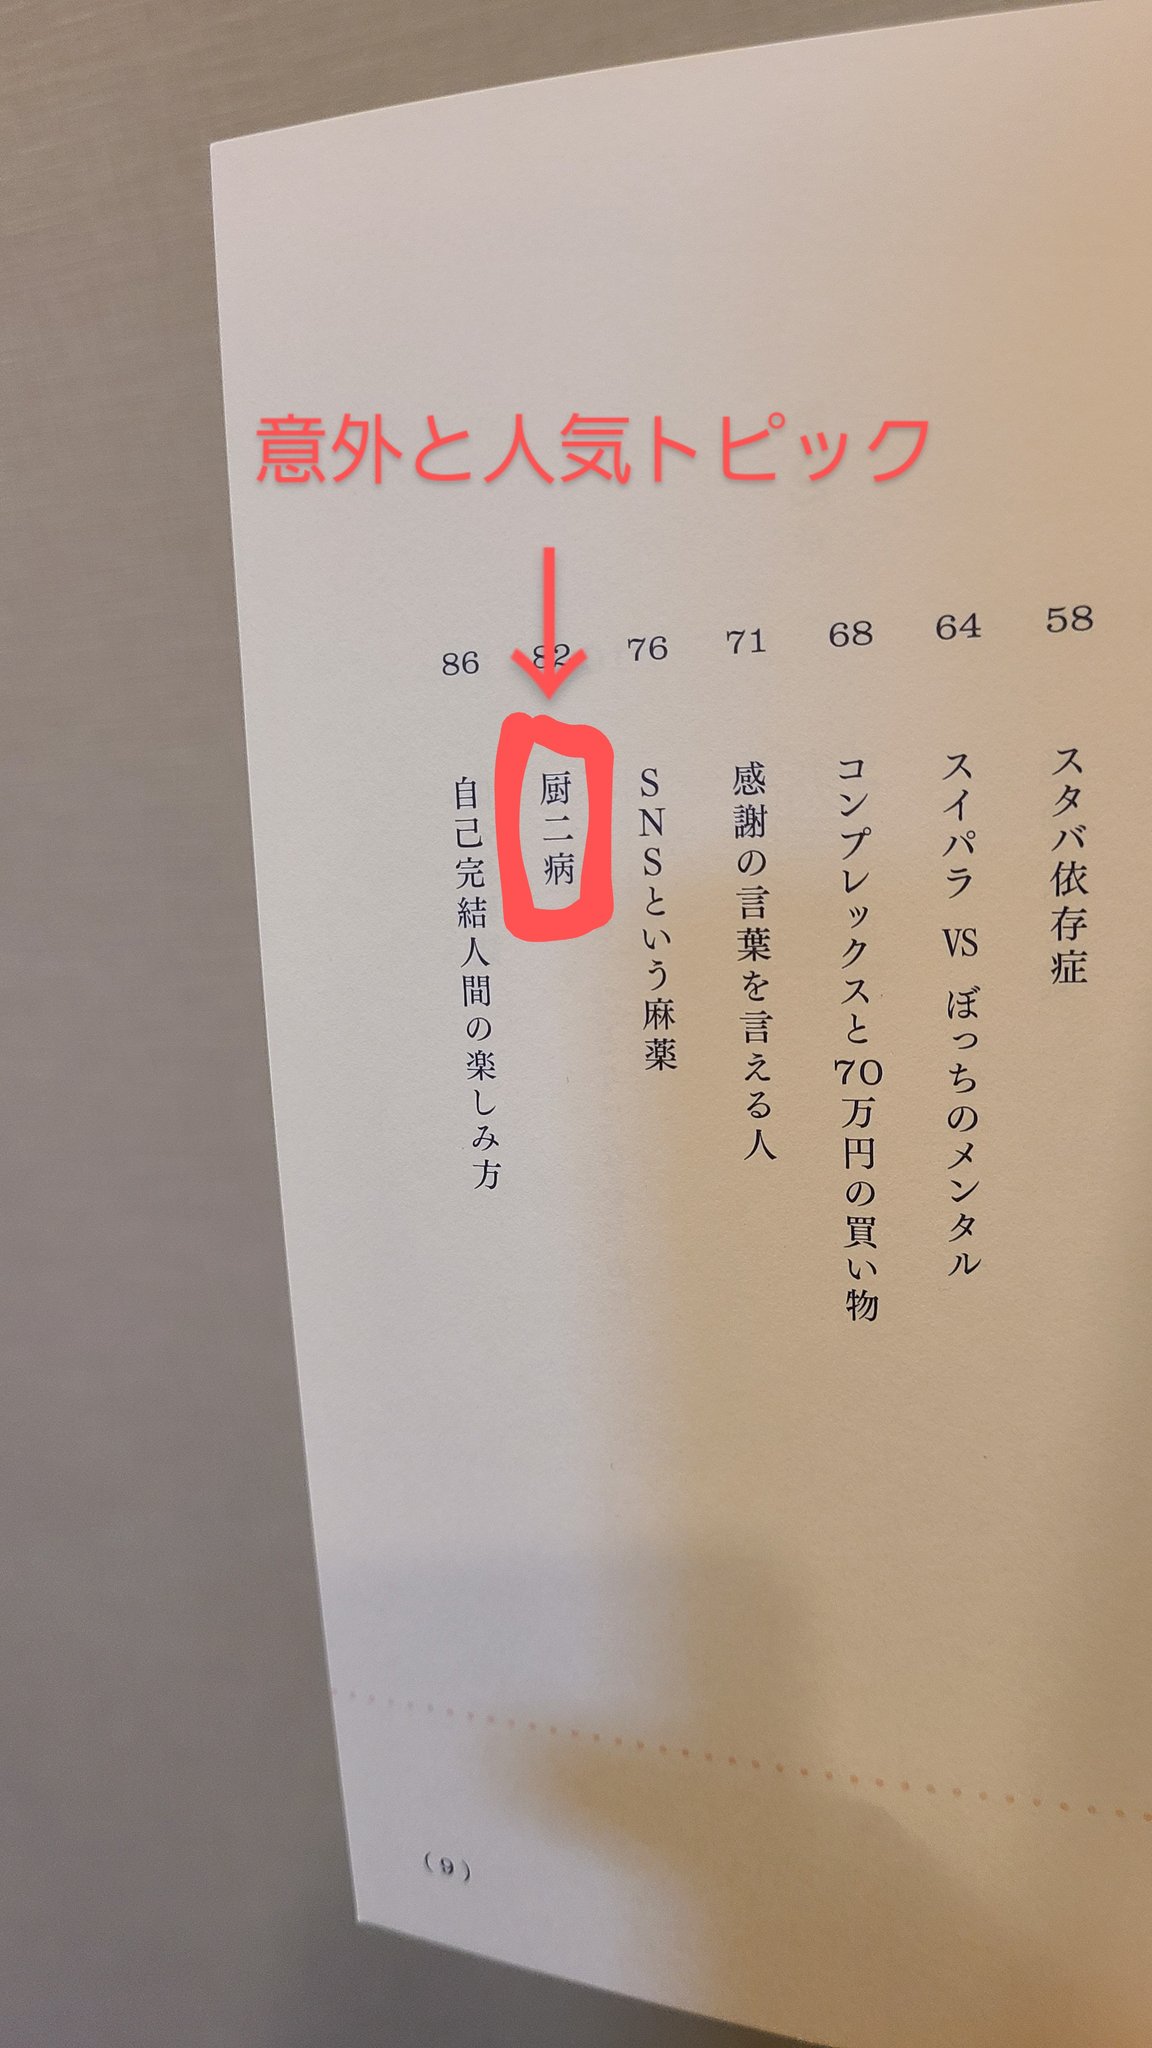 意外と人気トピック
58 スタバ依存症
64 スイパラ VS ぼっちのメンタル
68 コンプレックスと70万円の買い物
71 感謝の言葉を言える人
76 SNSという麻薬
82 厨二病
86 自己完結人間の楽しみ方
(9)